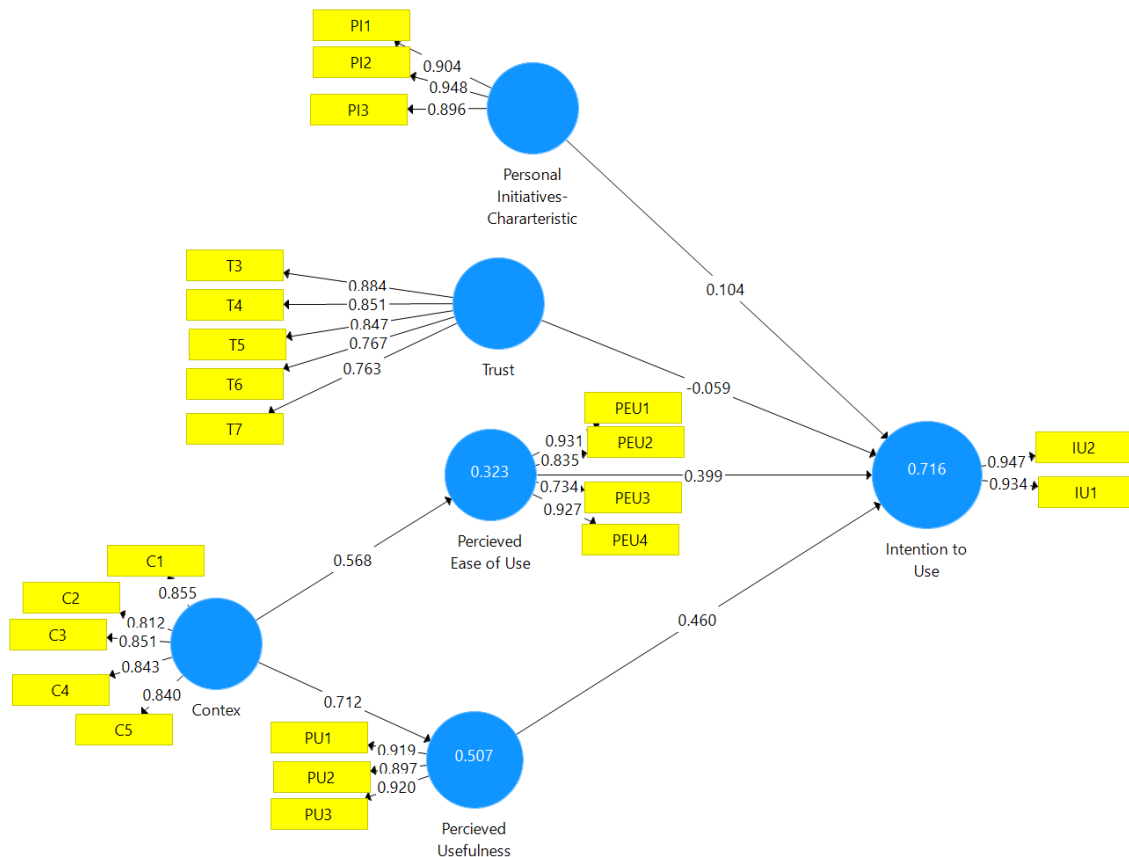 PI1
PI2
PI3
0.904
0.948
0.896
Personal
Initiatives-
Chararteristic
T3
T4
T5
T6
T7
0.884
0.851
0.847
0.767
0.763
Trust
0.104
-0.059
PEU1
PEU2
PEU3
PEU4
0.931
0.835
0.734
0.927
0.323
Percieved
Ease of Use
0.399
0.716
Intention to
Use
0.947
0.934
IU2
IU1
0.568
C1
C2
C3
C4
C5
0.855
0.812
0.851
0.843
0.840
Contex
0.712
0.460
PU1
PU2
PU3
0.919
0.897
0.920
0.507
Percieved
Usefulness